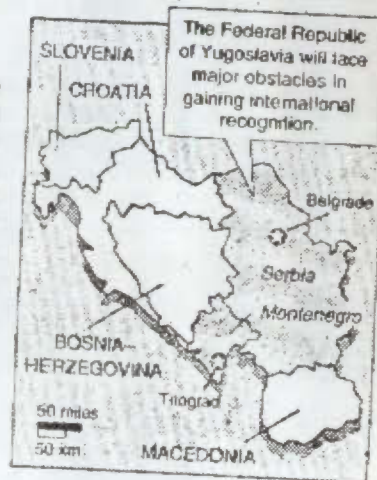 The Federal Republic
of Yugoslavia will face
major obstacles in
gaining international
recognition.
SLOVENIA
CROATIA
Belgrade
Serbia
Montenegro
BOSNIA–
HERZEGOVINA
Titograd
50 miles
50 km
MACEDONIA